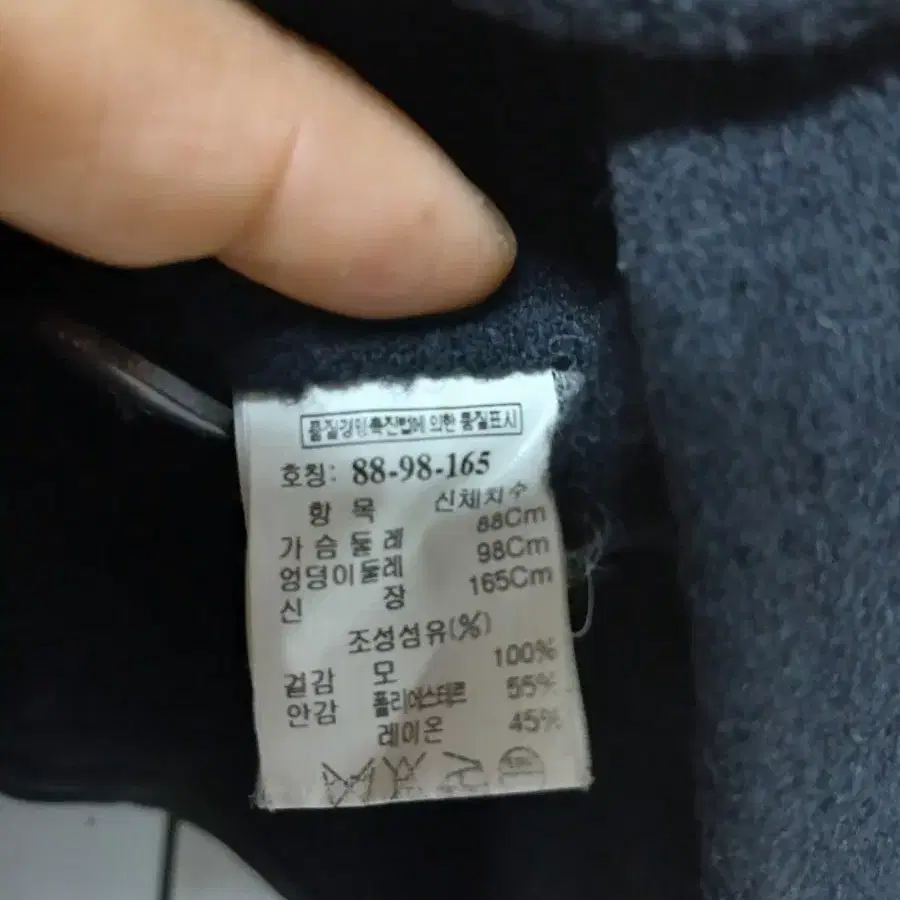 품질경영촉진법에 의한 품질표시
호칭: 88-98-165
항 목 신체치수
가 슴 둘 레 88Cm
엉덩이둘레 98Cm
신 장 165Cm
조성섬유(%)
겉감 모 100%
안감 폴리에스테르 55%
레이온 45%